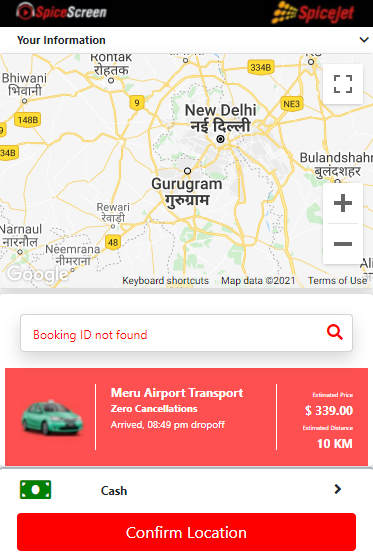 SpiceScreen
SpiceJet
Your Information
Rohtak
रोहतक
334B
Bhiwani
भिवानी
9
NE3
148B
New Delhi
नई दिल्ली
334B
Bulandshahr
बुलंदशहर
Gurugram
गुरुग्राम
Rewari
रेवाड़ी
Narnaul
नारनौल
48
Neemrana
नीमराना
Google
Keyboard shortcuts
Map data ©2021
Terms of Use
Booking ID not found
Meru Airport Transport
Zero Cancellations
Arrived, 08:49 pm dropoff
Estimated Price
$ 339.00
Estimated Distance
10 KM
Cash
Confirm Location